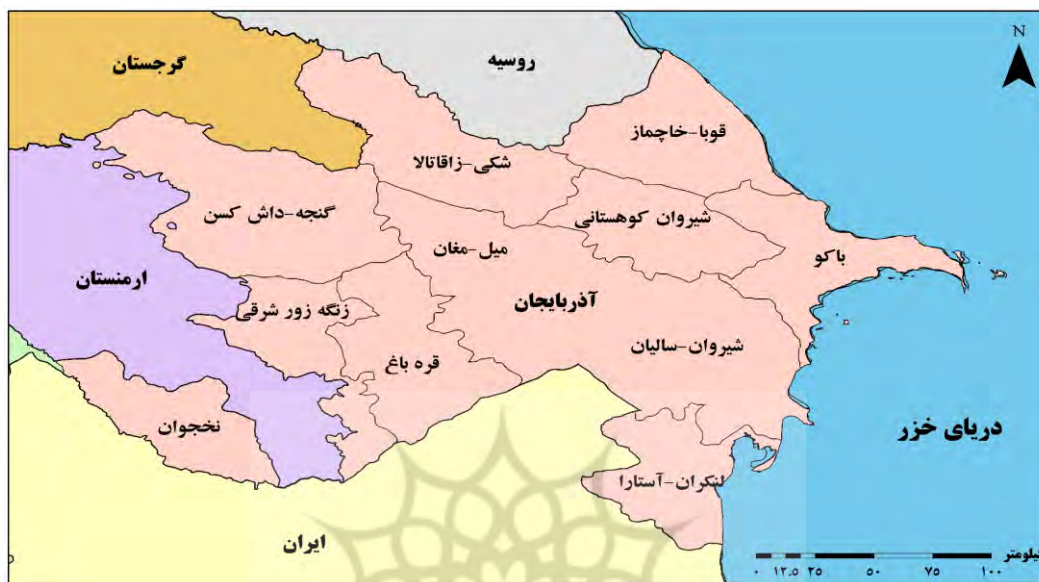 N
روسیه
گرجستان
قوبا-خاچماز
شکی-زاقاتالا
گنجه-داش کسن
شیروان کوهستانی
میل-مغان
باکو
ارمنستان
آذربایجان
زنگه زور شرقی
شیروان-سالیان
قره باغ
نخجوان
دریای خزر
لنکران-آستارا
ایران
کیلومتر
۰ ۱۲.۵ ۲۵ ۵۰ ۷۵ ۱۰۰